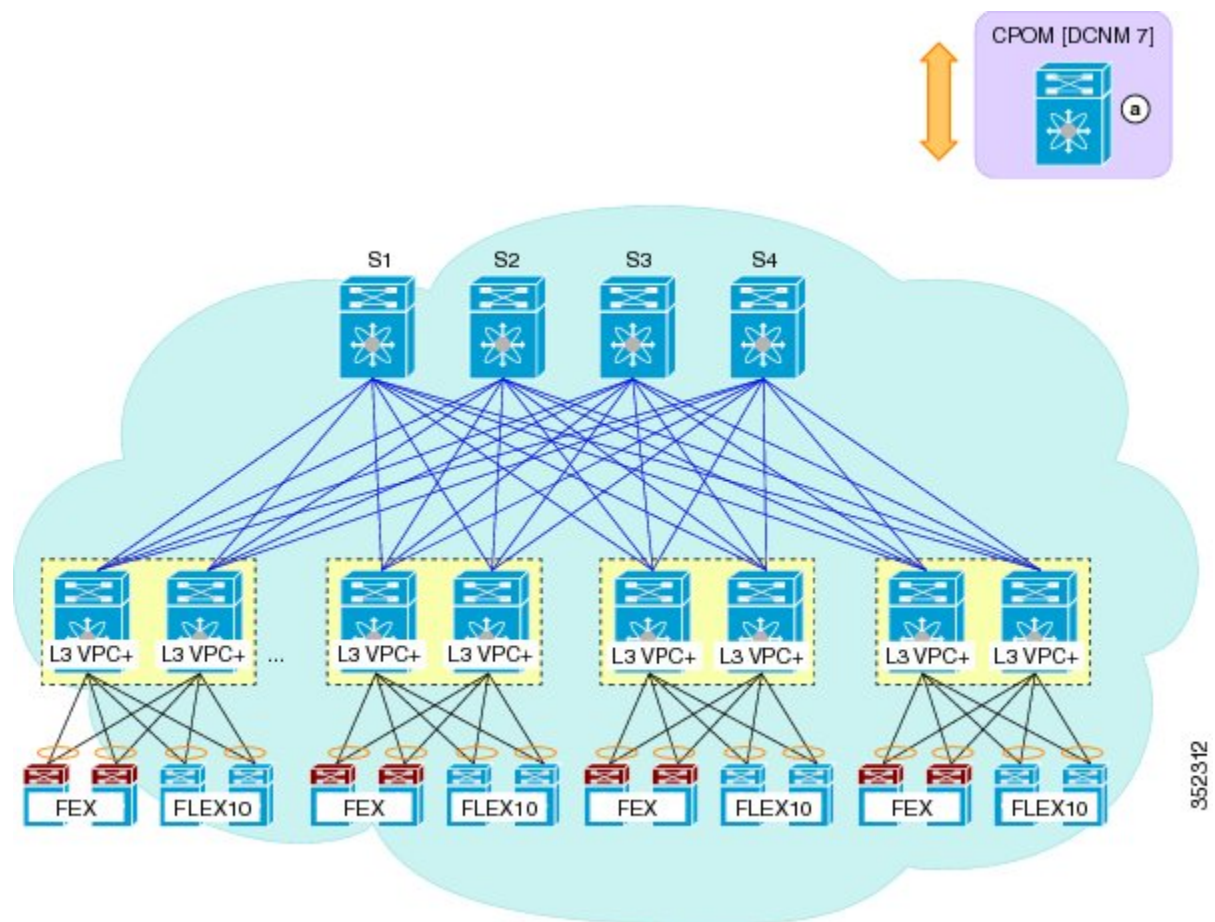 CPOM [DCNM 7]
a
S1 S2 S3 S4
L3 VPC+ L3 VPC+ ... L3 VPC+ L3 VPC+ L3 VPC+ L3 VPC+ L3 VPC+ L3 VPC+
FEX FLEX10 FEX FLEX10 FEX FLEX10 FEX FLEX10
352312